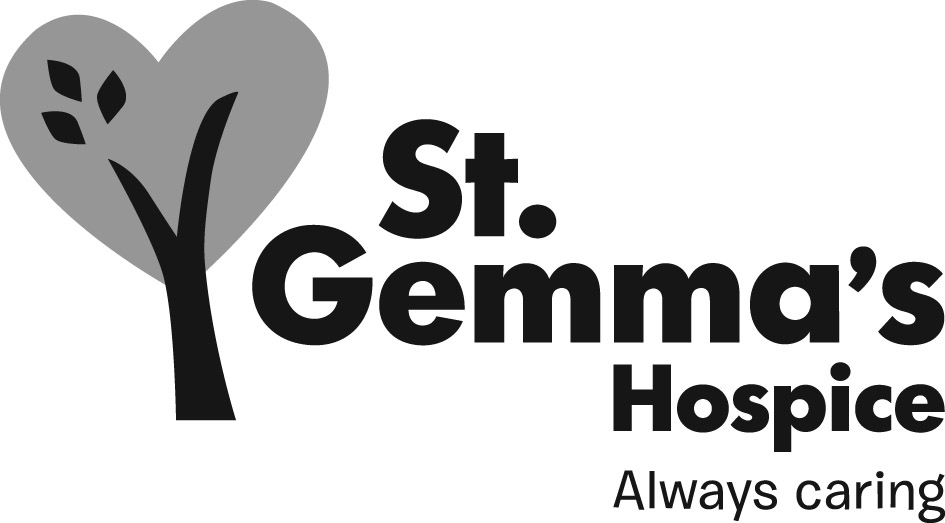 St.
Gemma’s
Hospice
Always caring